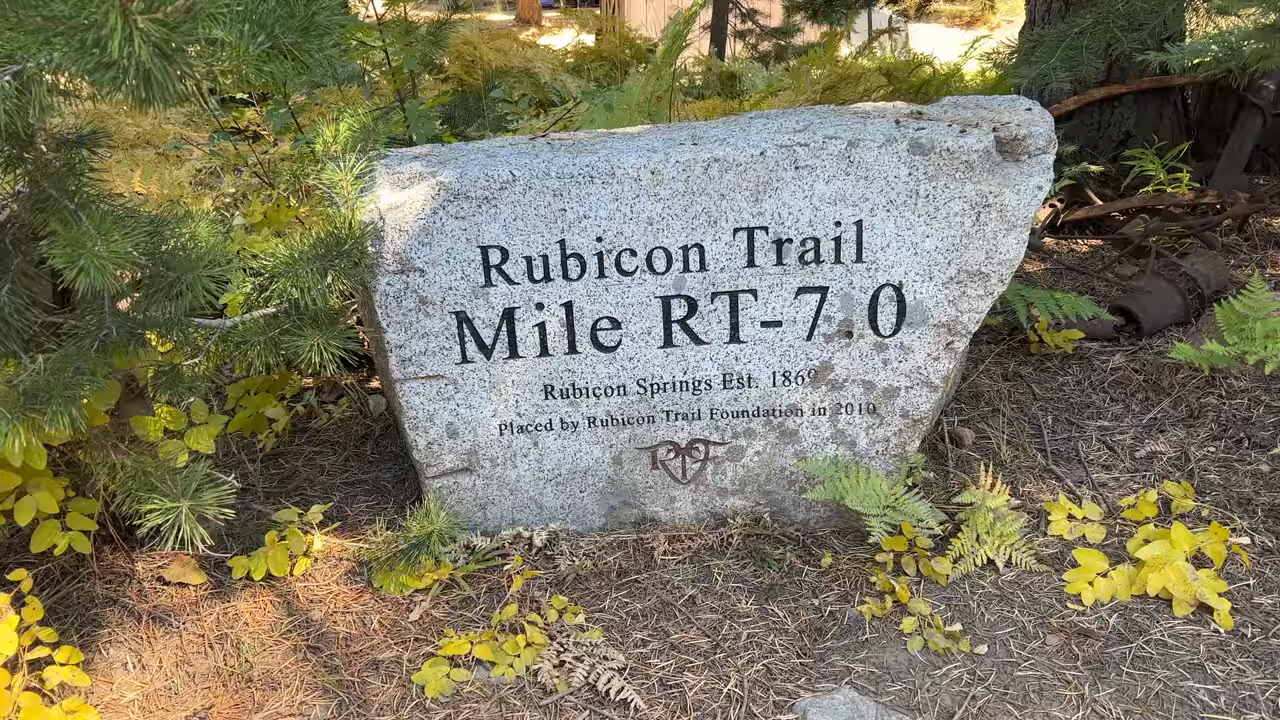 Rubicon Trail
Mile RT-7.0
Rubicon Springs Est. 1869
Placed by Rubicon Trail Foundation in 2010
RTF